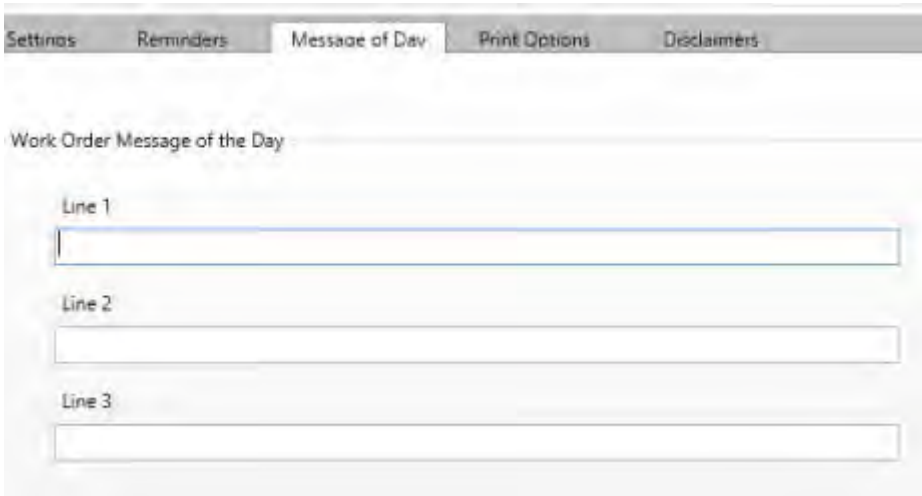 Settings Reminders Message of Day Print Options Disclaimers
Work Order Message of the Day
Line 1
Line 2
Line 3